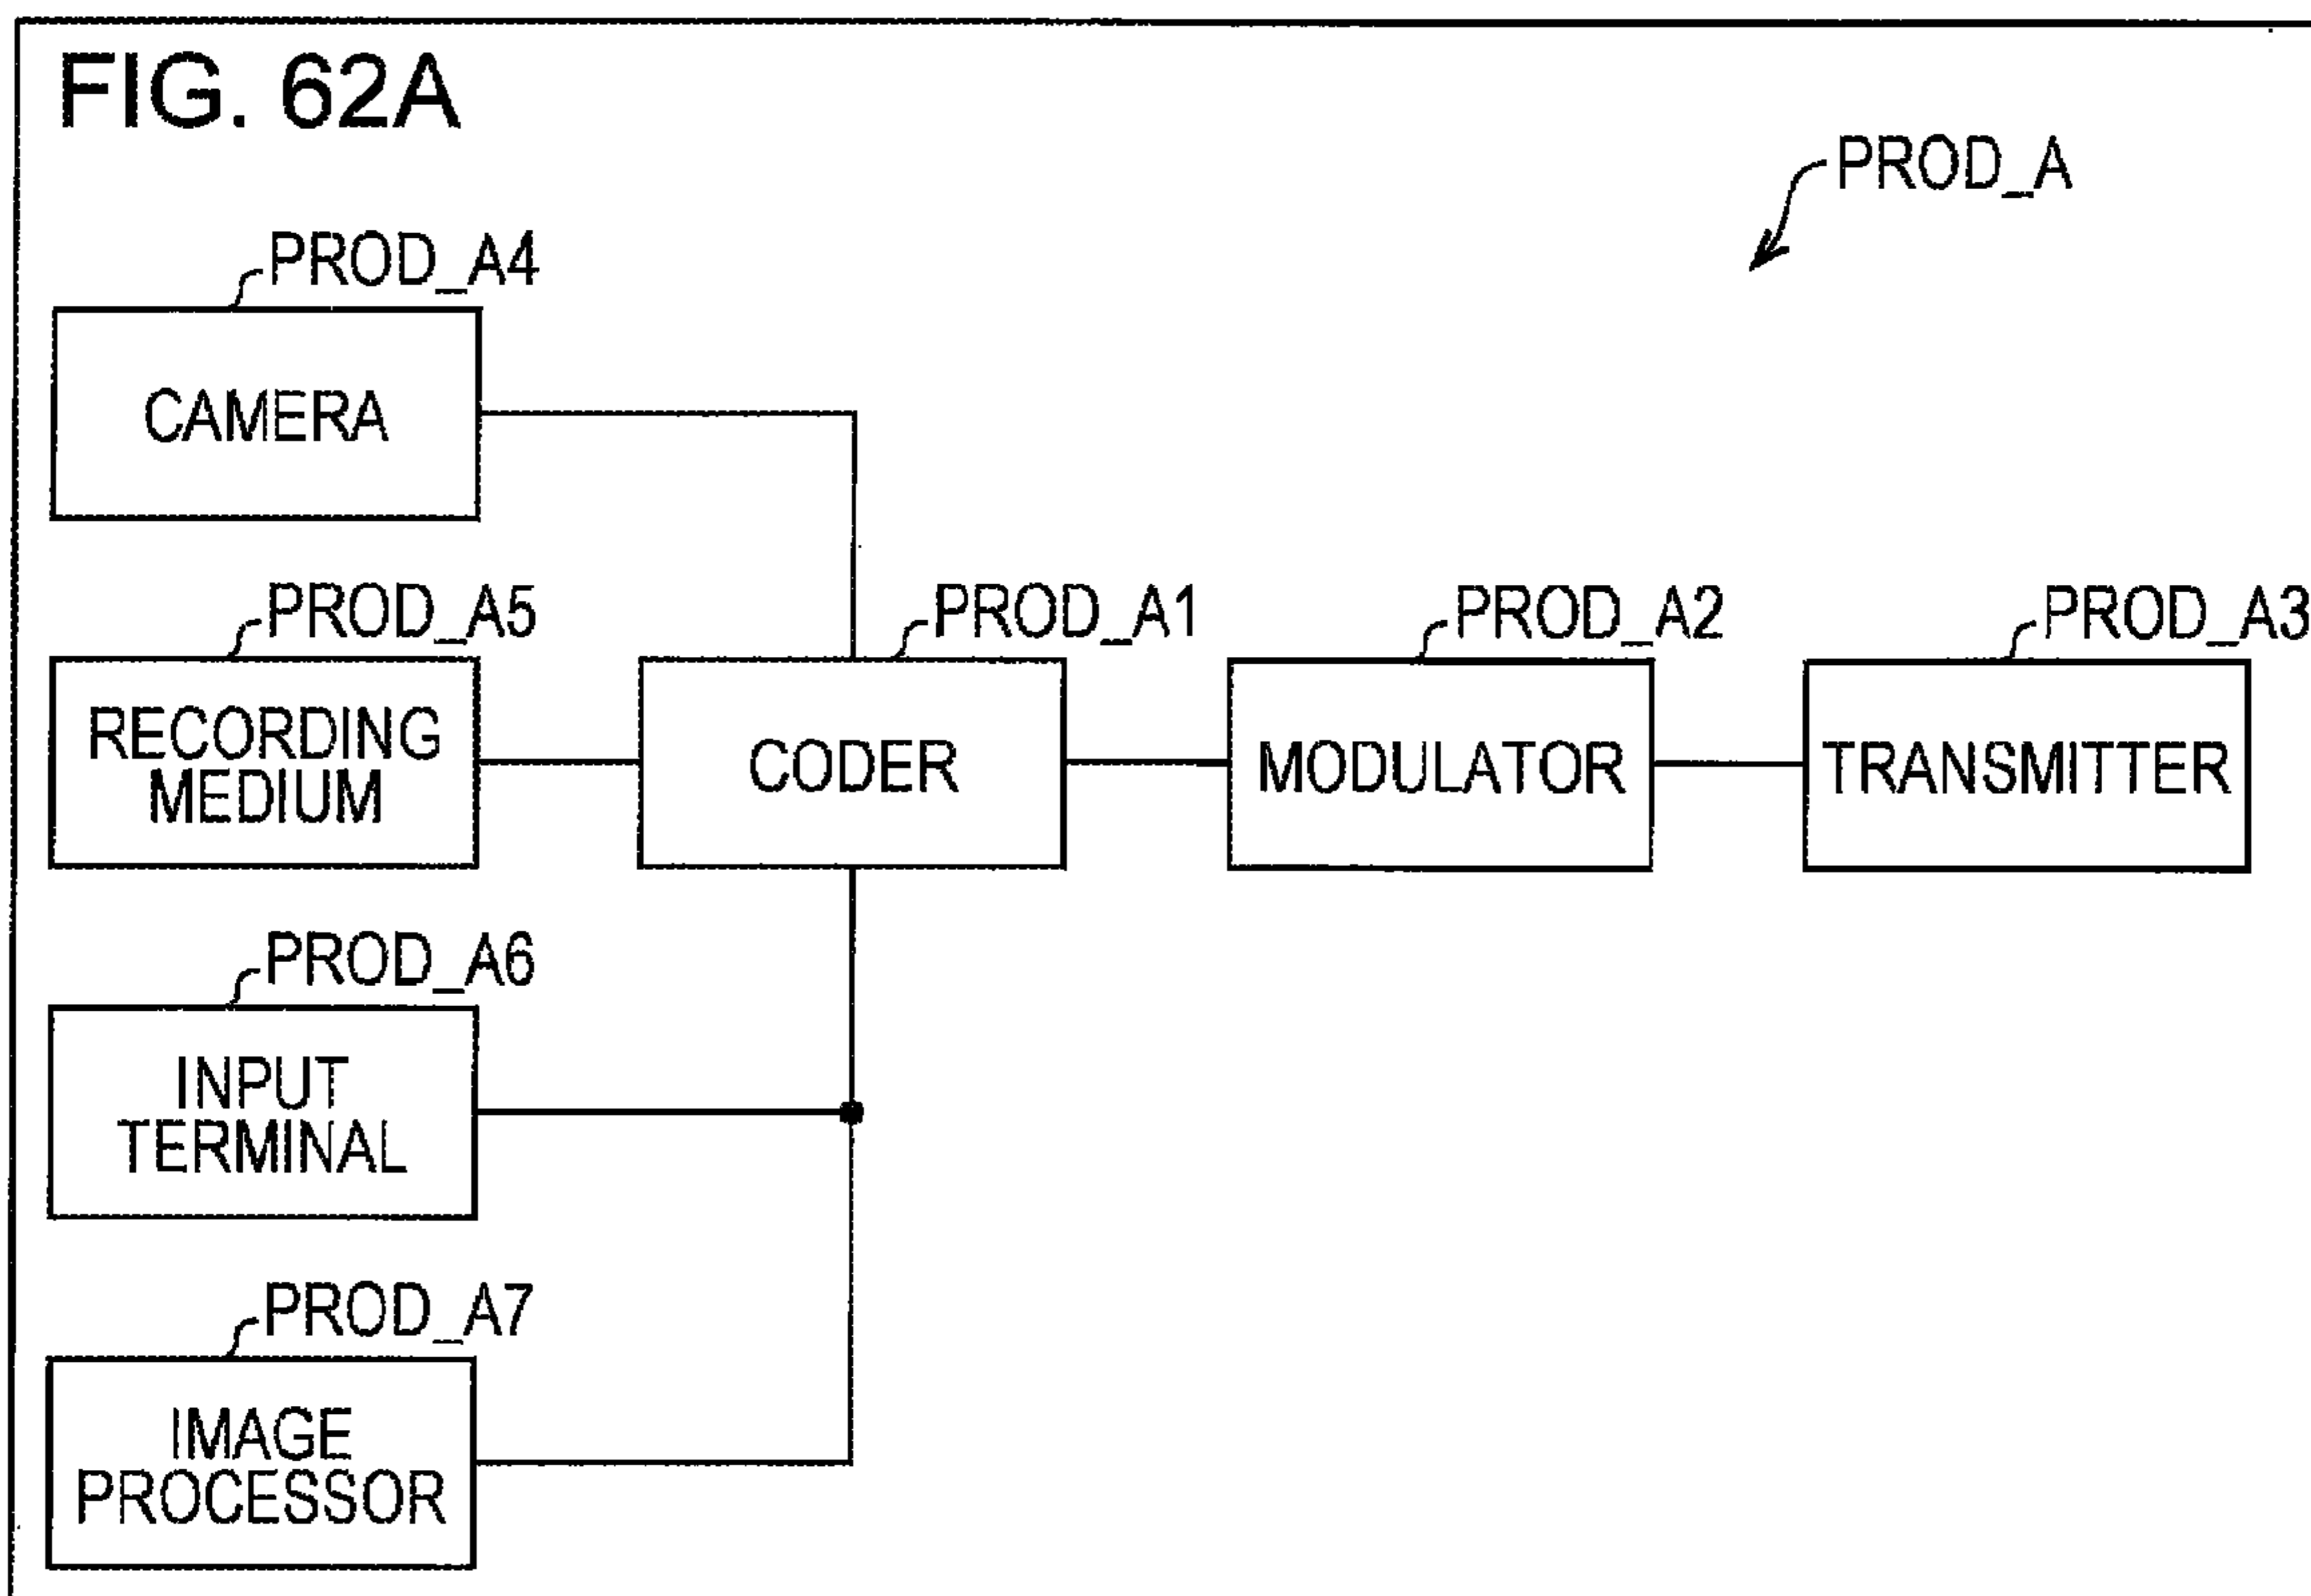 FIG. 62A
PROD_A
PROD_A4
CAMERA
PROD_A5
RECORDING
MEDIUM
PROD_A1
CODER
PROD_A2
MODULATOR
PROD_A3
TRANSMITTER
PROD_A6
INPUT
TERMINAL
PROD_A7
IMAGE
PROCESSOR